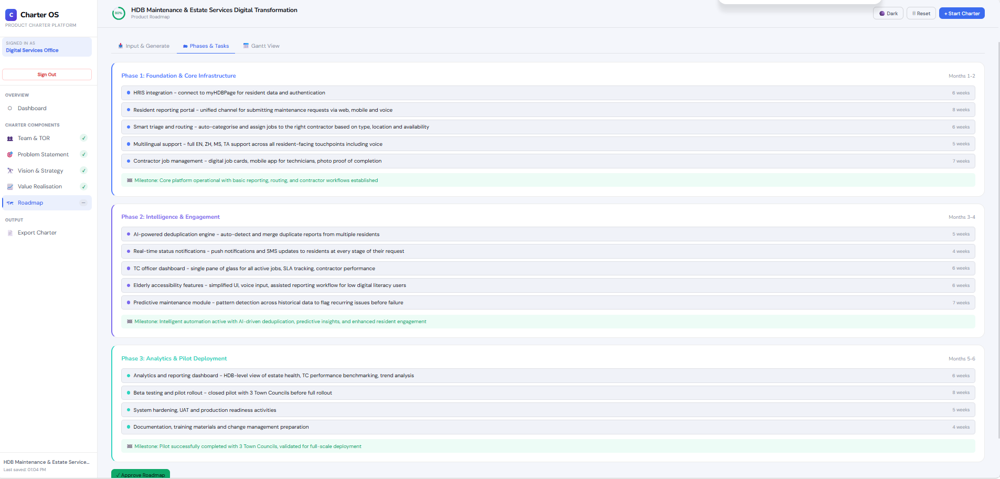 C
Charter OS
PRODUCT CHARTER PLATFORM
SIGNED IN AS
Digital Services Office
Sign Out
OVERVIEW
Dashboard
CHARTER COMPONENTS
Team & TOR
Problem Statement
Vision & Strategy
Value Realisation
Roadmap
OUTPUT
Export Charter
HDB Maintenance & Estate Service...
Last saved: 01:04 PM
80%
HDB Maintenance & Estate Services Digital Transformation
Product Roadmap
Dark
Reset
+ Start Charter
Input & Generate
Phases & Tasks
Gantt View
Phase 1: Foundation & Core Infrastructure
Months 1-2
HRIS integration - connect to myHDBPage for resident data and authentication
6 weeks
Resident reporting portal - unified channel for submitting maintenance requests via web, mobile and voice
8 weeks
Smart triage and routing - auto-categorise and assign jobs to the right contractor based on type, location and availability
6 weeks
Multilingual support - full EN, ZH, MS, TA support across all resident-facing touchpoints including voice
5 weeks
Contractor job management - digital job cards, mobile app for technicians, photo proof of completion
7 weeks
Milestone: Core platform operational with basic reporting, routing, and contractor workflows established
Phase 2: Intelligence & Engagement
Months 3-4
AI-powered deduplication engine - auto-detect and merge duplicate reports from multiple residents
5 weeks
Real-time status notifications - push notifications and SMS updates to residents at every stage of their request
4 weeks
TC officer dashboard - single pane of glass for all active jobs, SLA tracking, contractor performance
6 weeks
Elderly accessibility features - simplified UI, voice input, assisted reporting workflow for low digital literacy users
6 weeks
Predictive maintenance module - pattern detection across historical data to flag recurring issues before failure
7 weeks
Milestone: Intelligent automation active with AI-driven deduplication, predictive insights, and enhanced resident engagement
Phase 3: Analytics & Pilot Deployment
Months 5-6
Analytics and reporting dashboard - HDB-level view of estate health, TC performance benchmarking, trend analysis
6 weeks
Beta testing and pilot rollout - closed pilot with 3 Town Councils before full rollout
8 weeks
System hardening, UAT and production readiness activities
5 weeks
Documentation, training materials and change management preparation
4 weeks
Milestone: Pilot successfully completed with 3 Town Councils, validated for full-scale deployment
✓ Approve Roadmap